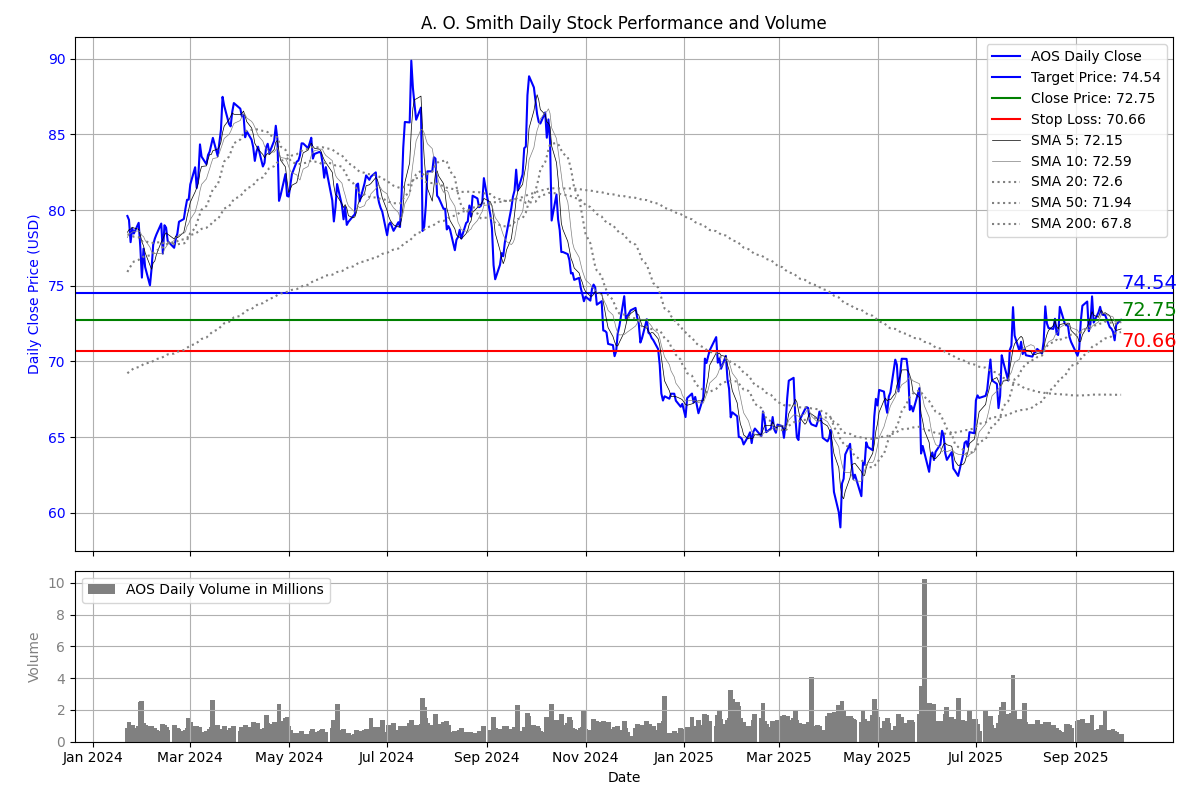 A. O. Smith Daily Stock Performance and Volume
Daily Close Price (USD)
90
85
80
75
70
65
60
AOS Daily Close
Target Price: 74.54
Close Price: 72.75
Stop Loss: 70.66
SMA 5: 72.15
SMA 10: 72.59
SMA 20: 72.6
SMA 50: 71.94
SMA 200: 67.8
74.54
72.75
70.66
AOS Daily Volume in Millions
Volume
10
8
6
4
2
0
Jan 2024 Mar 2024 May 2024 Jul 2024 Sep 2024 Nov 2024 Jan 2025 Mar 2025 May 2025 Jul 2025 Sep 2025
Date